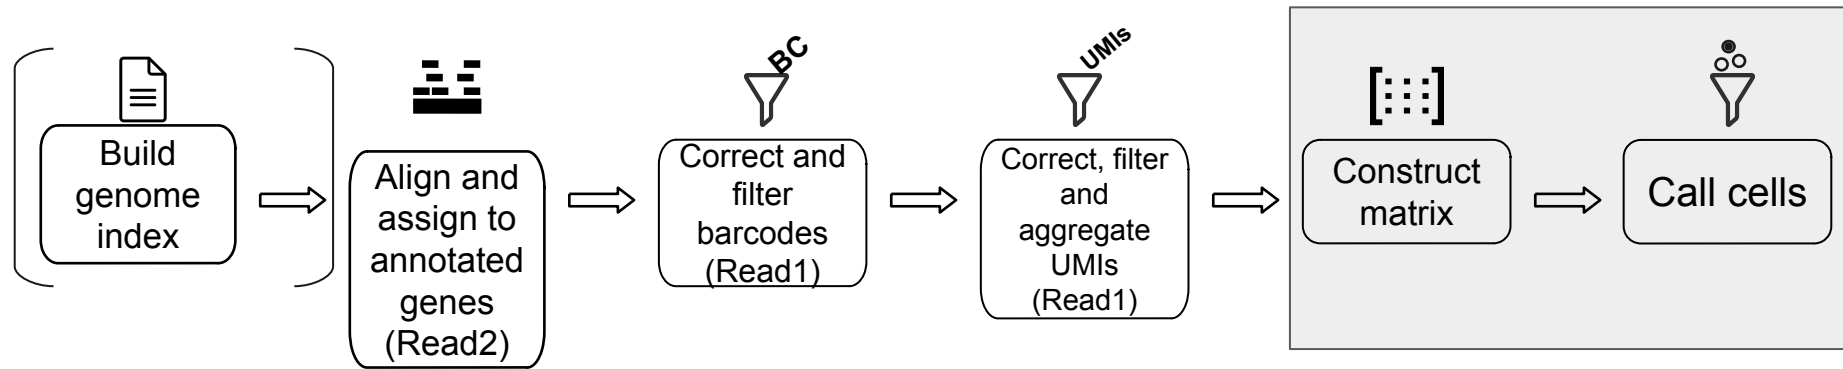 Build
genome
index
Align and
assign to
annotated
genes
(Read2)
BC
Correct and
filter
barcodes
(Read1)
UMIs
Correct, filter
and
aggregate
UMIs
(Read1)
Construct
matrix
Call cells